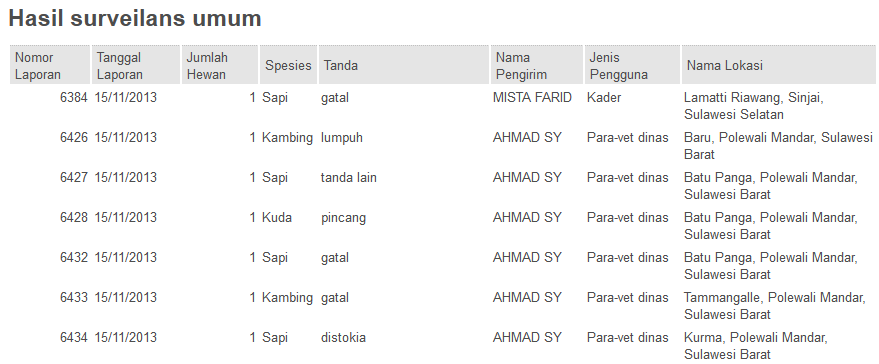 Hasil surveilans umum
Nomor Laporan Tanggal Laporan Jumlah Hewan Spesies Tanda Nama Pengirim Jenis Pengguna Nama Lokasi
6384 15/11/2013 1 Sapi gatal MISTA FARID Kader Lamatti Riawang, Sinjai,
Sulawesi Selatan
6426 15/11/2013 1 Kambing lumpuh AHMAD SY Para-vet dinas Baru, Polewali Mandar, Sulawesi
Barat
6427 15/11/2013 1 Sapi tanda lain AHMAD SY Para-vet dinas Batu Panga, Polewali Mandar,
Sulawesi Barat
6428 15/11/2013 1 Kuda pincang AHMAD SY Para-vet dinas Batu Panga, Polewali Mandar,
Sulawesi Barat
6432 15/11/2013 1 Sapi gatal AHMAD SY Para-vet dinas Batu Panga, Polewali Mandar,
Sulawesi Barat
6433 15/11/2013 1 Kambing gatal AHMAD SY Para-vet dinas Tammangalle, Polewali Mandar,
Sulawesi Barat
6434 15/11/2013 1 Sapi distokia AHMAD SY Para-vet dinas Kurma, Polewali Mandar,
Sulawesi Barat